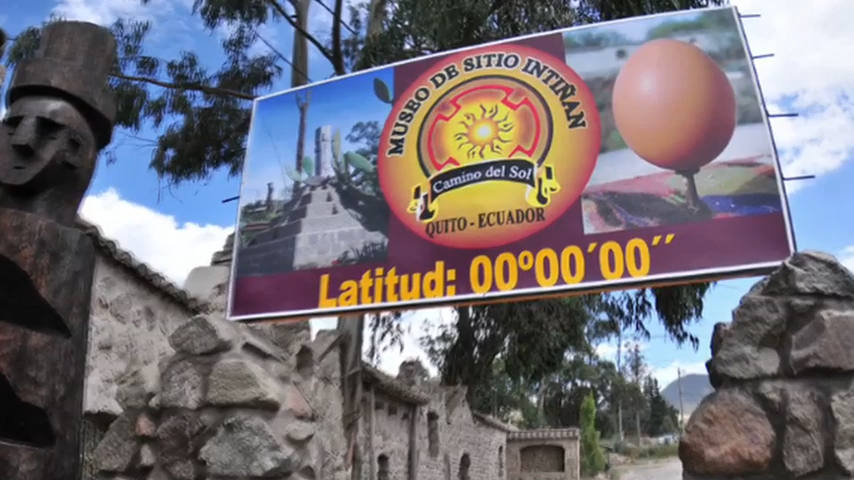 MUSEO DE SITIO INTIÑAN
Camino del Sol
QUITO - ECUADOR
Latitud: 00º00´00´´